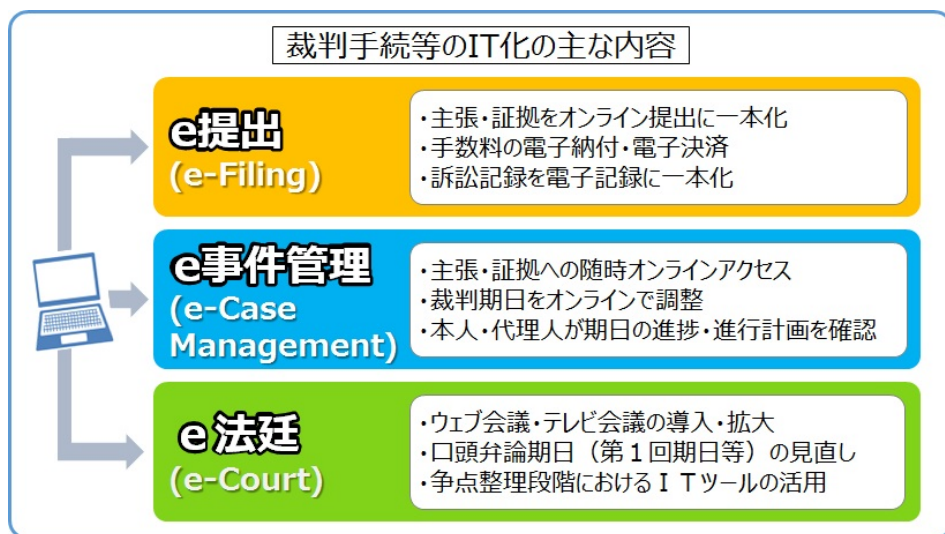 裁判手続等のIT化の主な内容
e提出
(e-Filing)
・主張・証拠をオンライン提出に一本化
・手数料の電子納付・電子決済
・訴訟記録を電子記録に一本化
e事件管理
(e-Case
Management)
・主張・証拠への随時オンラインアクセス
・裁判期日をオンラインで調整
・本人・代理人が期日の進捗・進行計画を確認
e法廷
(e-Court)
・ウェブ会議・テレビ会議の導入・拡大
・口頭弁論期日（第１回期日等）の見直し
・争点整理段階におけるＩＴツールの活用